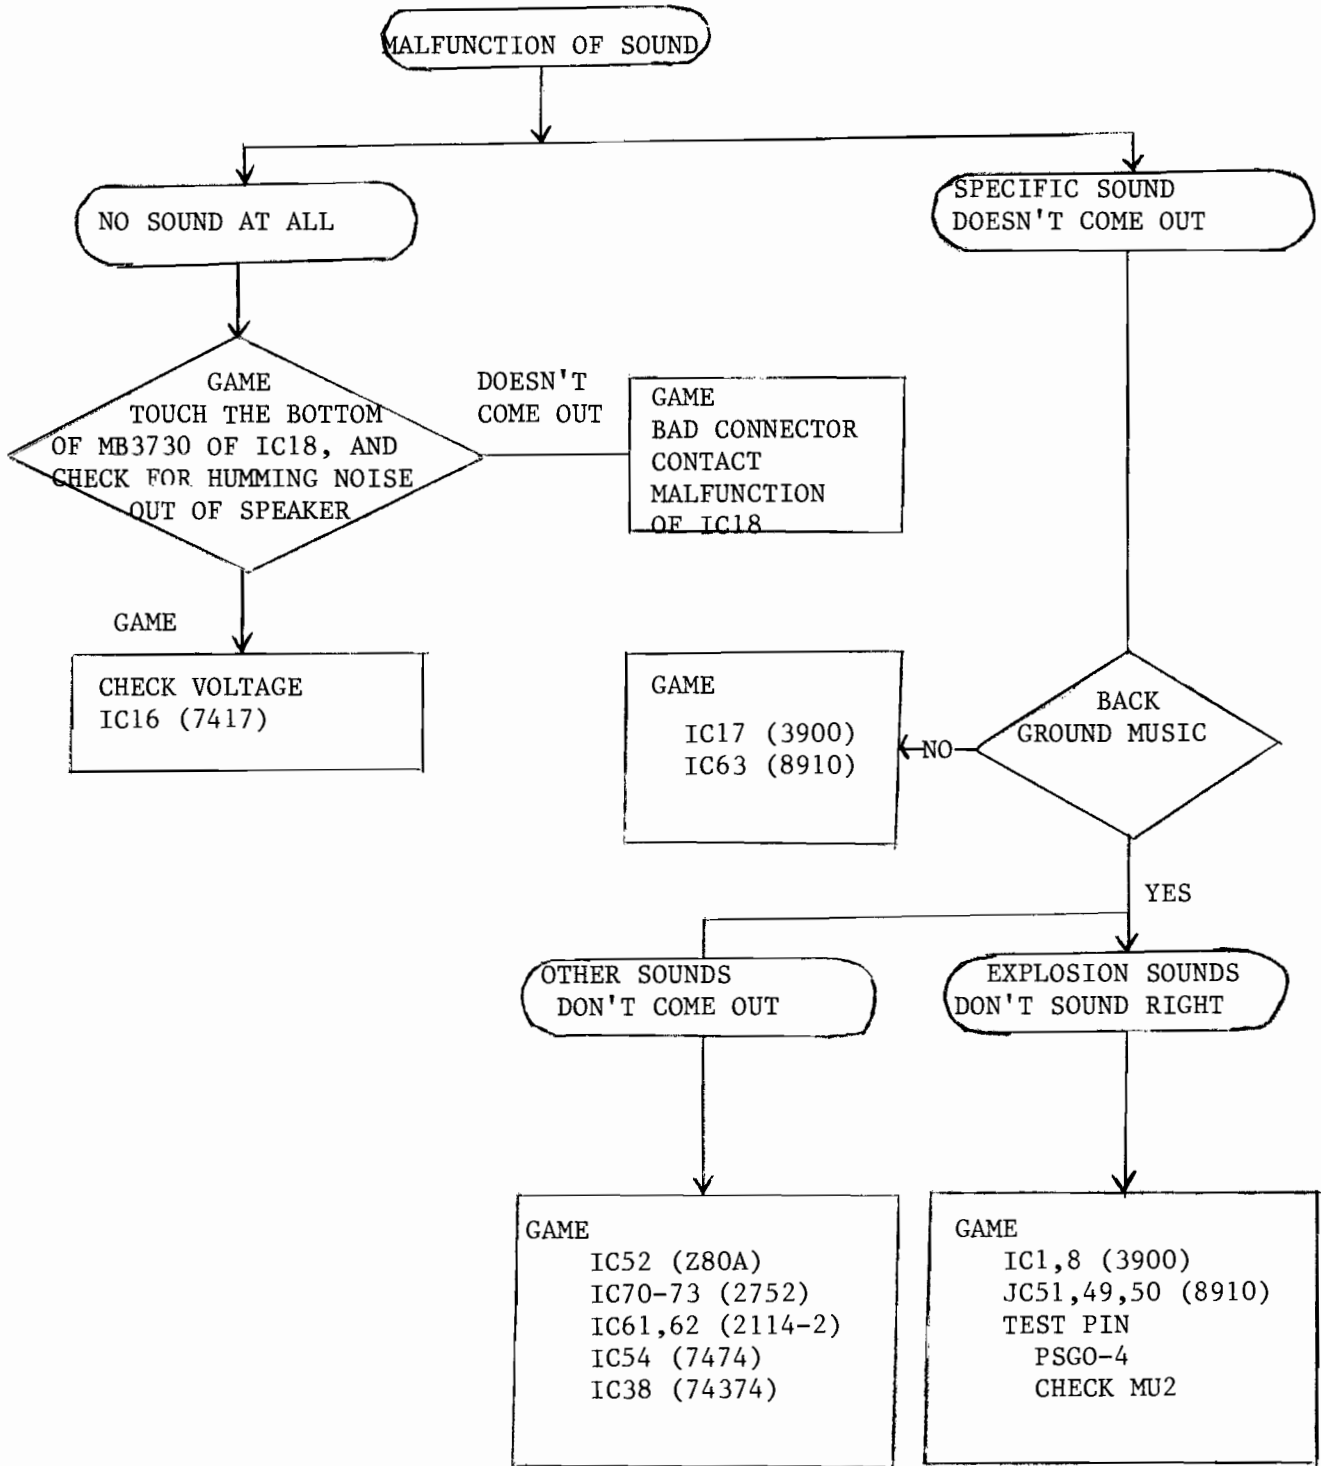 MALFUNCTION OF SOUND
NO SOUND AT ALL
SPECIFIC SOUND
DOESN'T COME OUT
GAME
TOUCH THE BOTTOM
OF MB3730 OF IC18, AND
CHECK FOR HUMMING NOISE
OUT OF SPEAKER
DOESN'T
COME OUT
GAME
BAD CONNECTOR
CONTACT
MALFUNCTION
OF IC18
GAME
CHECK VOLTAGE
IC16 (7417)
BACK
GROUND MUSIC
NO
GAME
IC17 (3900)
IC63 (8910)
YES
OTHER SOUNDS
DON'T COME OUT
EXPLOSION SOUNDS
DON'T SOUND RIGHT
GAME
IC52 (Z80A)
IC70-73 (2752)
IC61,62 (2114-2)
IC54 (7474)
IC38 (74374)
GAME
IC1,8 (3900)
JC51,49,50 (8910)
TEST PIN
PSGO-4
CHECK MU2